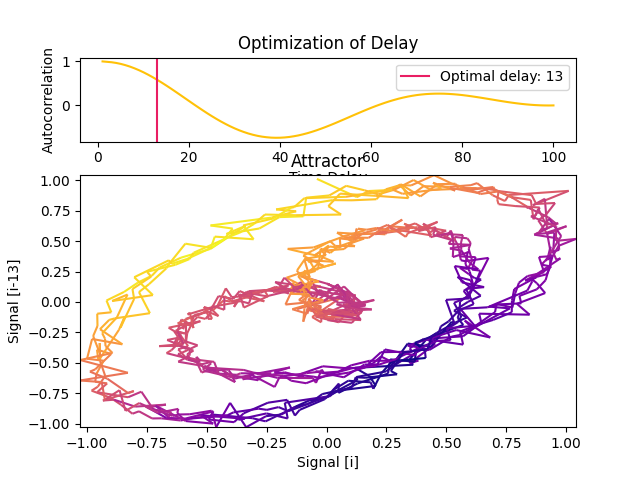 Optimization of Delay
Autocorrelation
1
0
Optimal delay: 13
0 20 40 60 80 100
Time Delay
Attractor
Signal [i-13]
1.00
0.75
0.50
0.25
0.00
−0.25
−0.50
−0.75
−1.00
−1.00 −0.75 −0.50 −0.25 0.00 0.25 0.50 0.75 1.00
Signal [i]